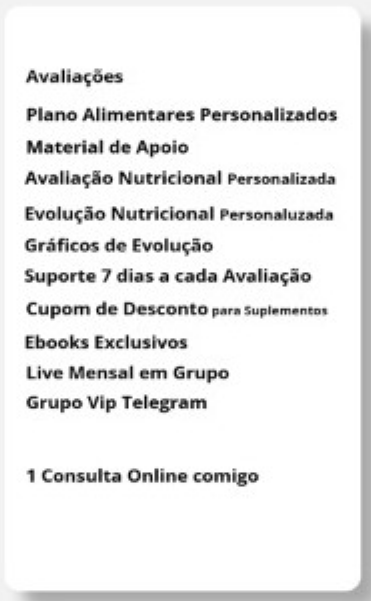 Avaliações
Plano Alimentares Personalizados
Material de Apoio
Avaliação Nutricional Personalizada
Evolução Nutricional Personaluzada
Gráficos de Evolução
Suporte 7 dias a cada Avaliação
Cupom de Desconto para Suplementos
Ebooks Exclusivos
Live Mensal em Grupo
Grupo Vip Telegram
1 Consulta Online comigo